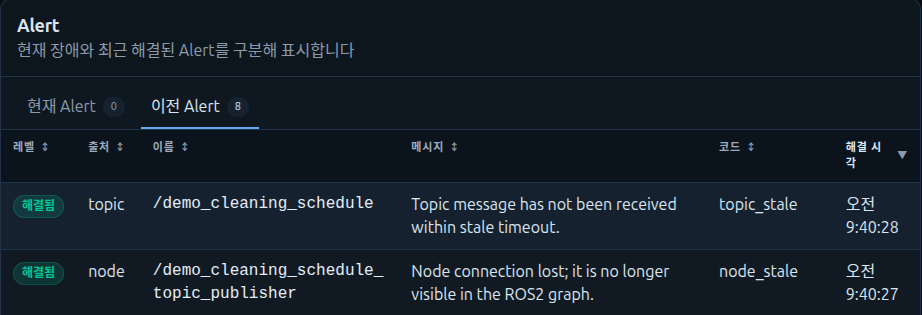 Alert
현재 장애와 최근 해결된 Alert를 구분해 표시합니다
현재 Alert 0 이전 Alert 8
레벨 출처 이름 메시지 코드 해결 시
각
해결됨 topic /demo_cleaning_schedule Topic message has not been received topic_stale 오전
within stale timeout. 9:40:28
해결됨 node /demo_cleaning_schedule_ Node connection lost; it is no longer node_stale 오전
topic_publisher visible in the ROS2 graph. 9:40:27